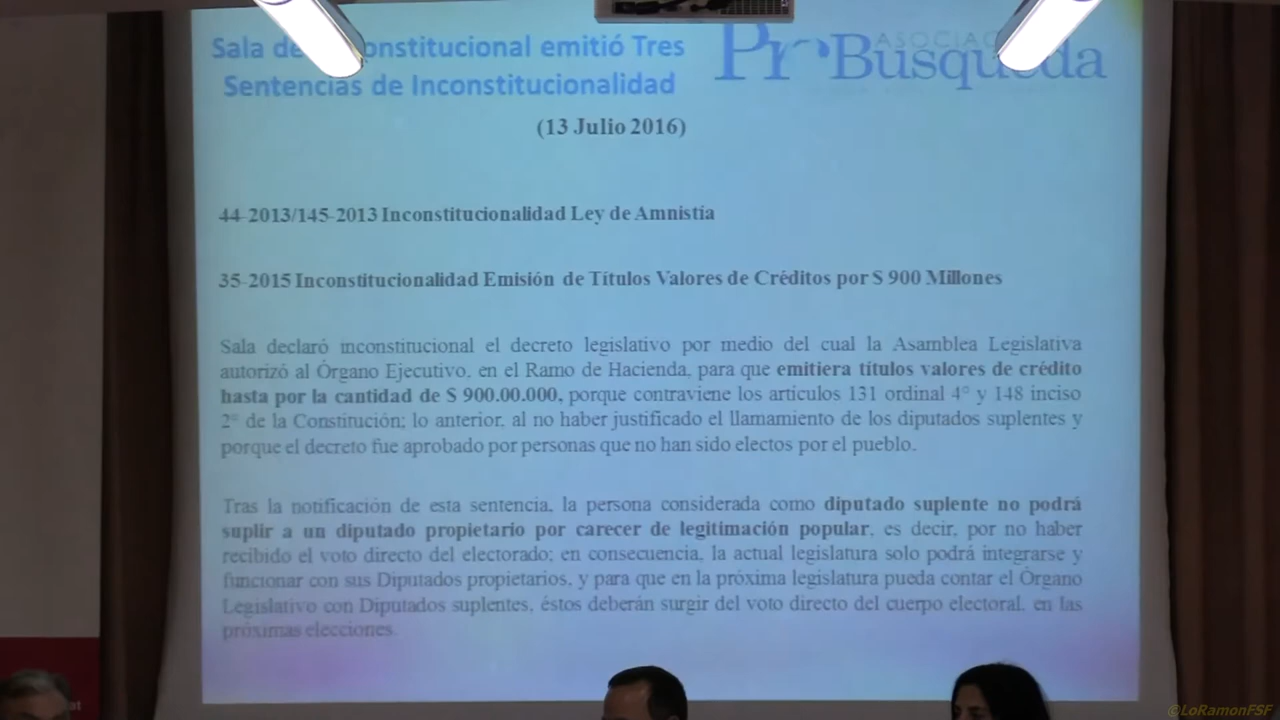 Sala de onstitucional emitió Tres
Sentencias de Inconstitucionalidad
ASOCIAC
Pro Búsqueda
(13 Julio 2016)
44-2013/145-2013 Inconstitucionalidad Ley de Amnistía
35-2015 Inconstitucionalidad Emisión de Títulos Valores de Créditos por $ 900 Millones
Sala declaró inconstitucional el decreto legislativo por medio del cual la Asamblea Legislativa
autorizó al Órgano Ejecutivo, en el Ramo de Hacienda, para que emitiera títulos valores de crédito
hasta por la cantidad de $ 900.00.000, porque contraviene los artículos 131 ordinal 4° y 148 inciso
2° de la Constitución; lo anterior, al no haber justificado el llamamiento de los diputados suplentes y
porque el decreto fue aprobado por personas que no han sido electos por el pueblo.
Tras la notificación de esta sentencia, la persona considerada como diputado suplente no podrá
suplir a un diputado propietario por carecer de legitimación popular, es decir, por no haber
recibido el voto directo del electorado; en consecuencia, la actual legislatura solo podrá integrarse y
funcionar con sus Diputados propietarios, y para que en la próxima legislatura pueda contar el Órgano
Legislativo con Diputados suplentes, éstos deberán surgir del voto directo del cuerpo electoral, en las
próximas elecciones.
@LoRamonFSF